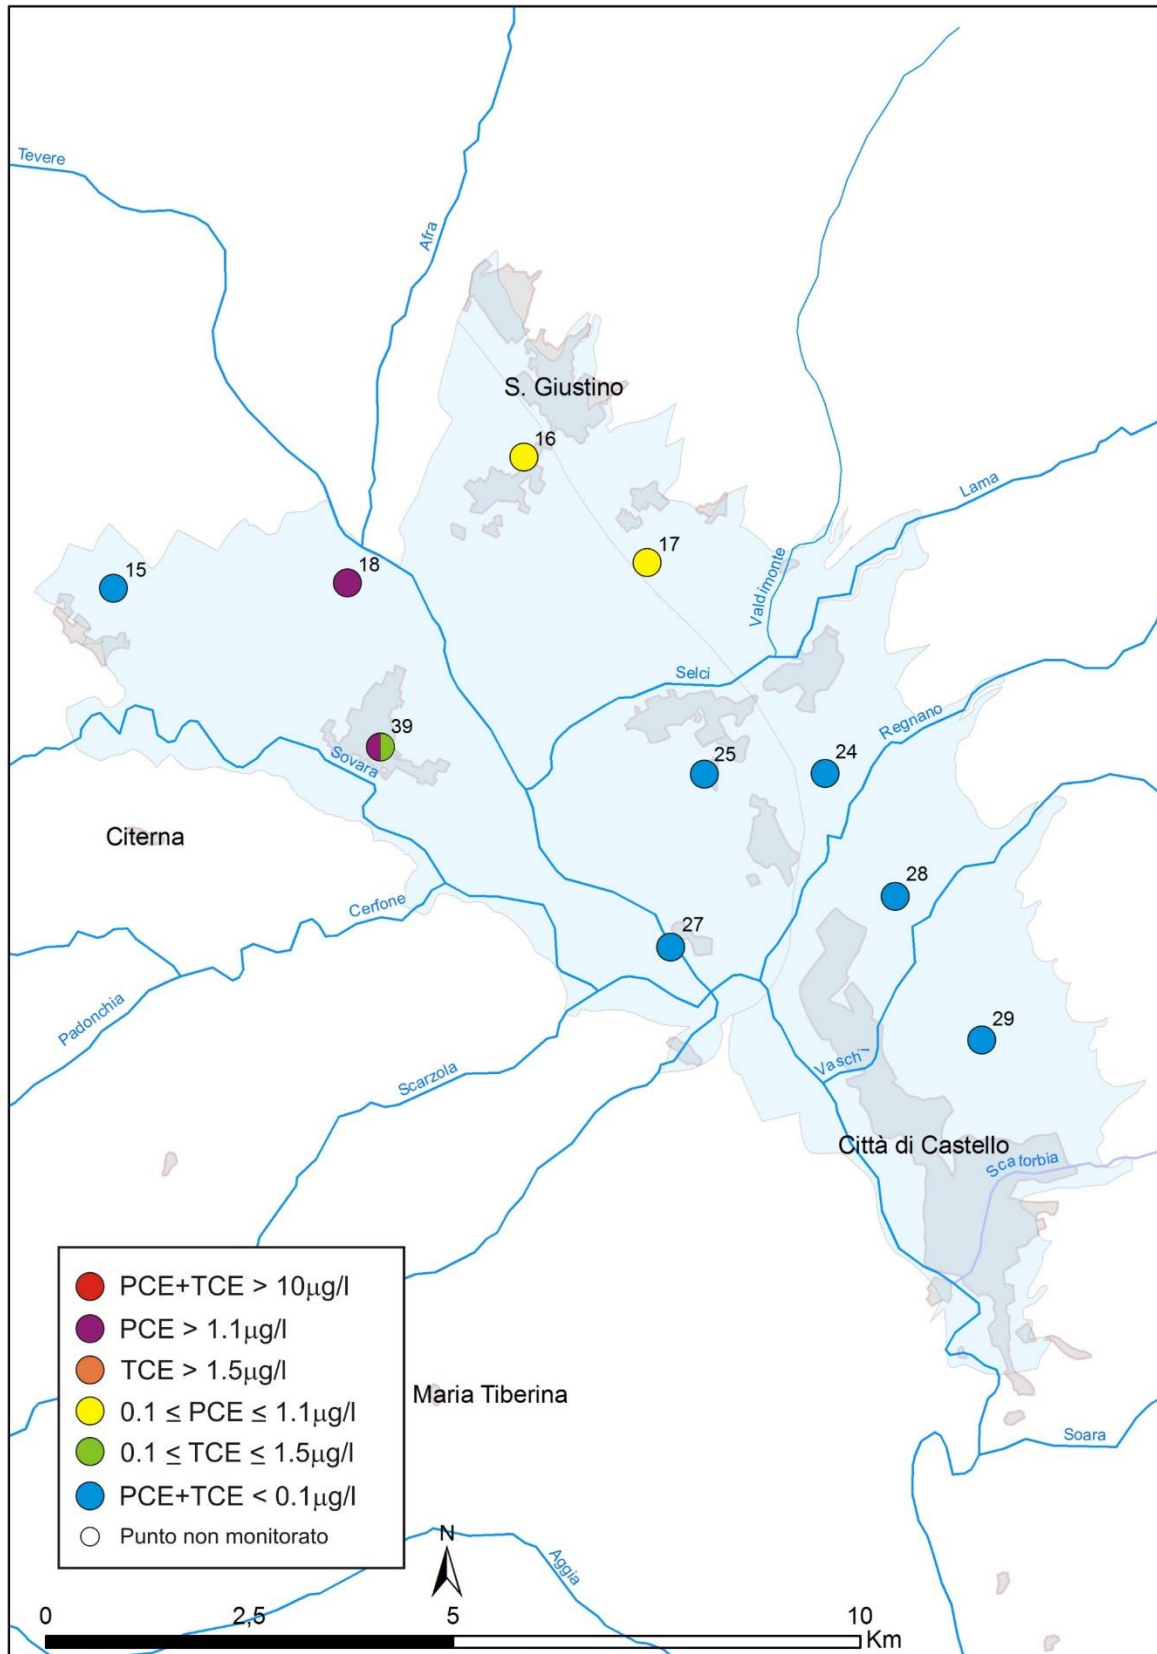 Tevere
Afra
S. Giustino
16
Lama
17
15
18
Valdimonte
Selci
Regnano
39
Sovara
25
24
Citerna
28
Cerfone
27
Padonchia
29
Vaschi
Scarzola
Città di Castello
Scatorbia
PCE+TCE > 10µg/l
PCE > 1.1µg/l
TCE > 1.5µg/l
0.1 ≤ PCE ≤ 1.1µg/l
0.1 ≤ TCE ≤ 1.5µg/l
PCE+TCE < 0.1µg/l
Punto non monitorato
Maria Tiberina
Soara
N
Aggia
0 2,5 5 10
Km